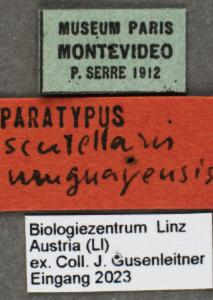 MUSEUM PARIS
MONTEVIDEO
P. SERRE 1912
PARATYPUS
scutellaris
uruguayensis
Biologiezentrum Linz
Austria (LI)
ex. Coll. J. Gusenleitner
Eingang 2023